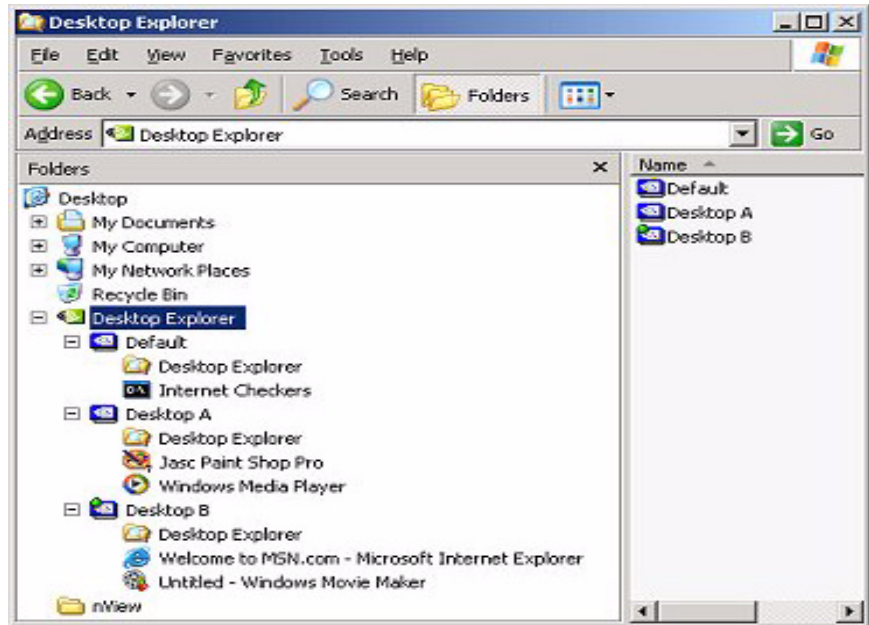 Desktop Explorer
File Edit View Favorites Tools Help
Back Search Folders
Address Desktop Explorer Go
Folders
Desktop
My Documents
My Computer
My Network Places
Recycle Bin
Desktop Explorer
Default
Desktop Explorer
Internet Checkers
Desktop A
Desktop Explorer
Jasc Paint Shop Pro
Windows Media Player
Desktop B
Desktop Explorer
Welcome to MSN.com - Microsoft Internet Explorer
Untitled - Windows Movie Maker
nView
Name
Default
Desktop A
Desktop B